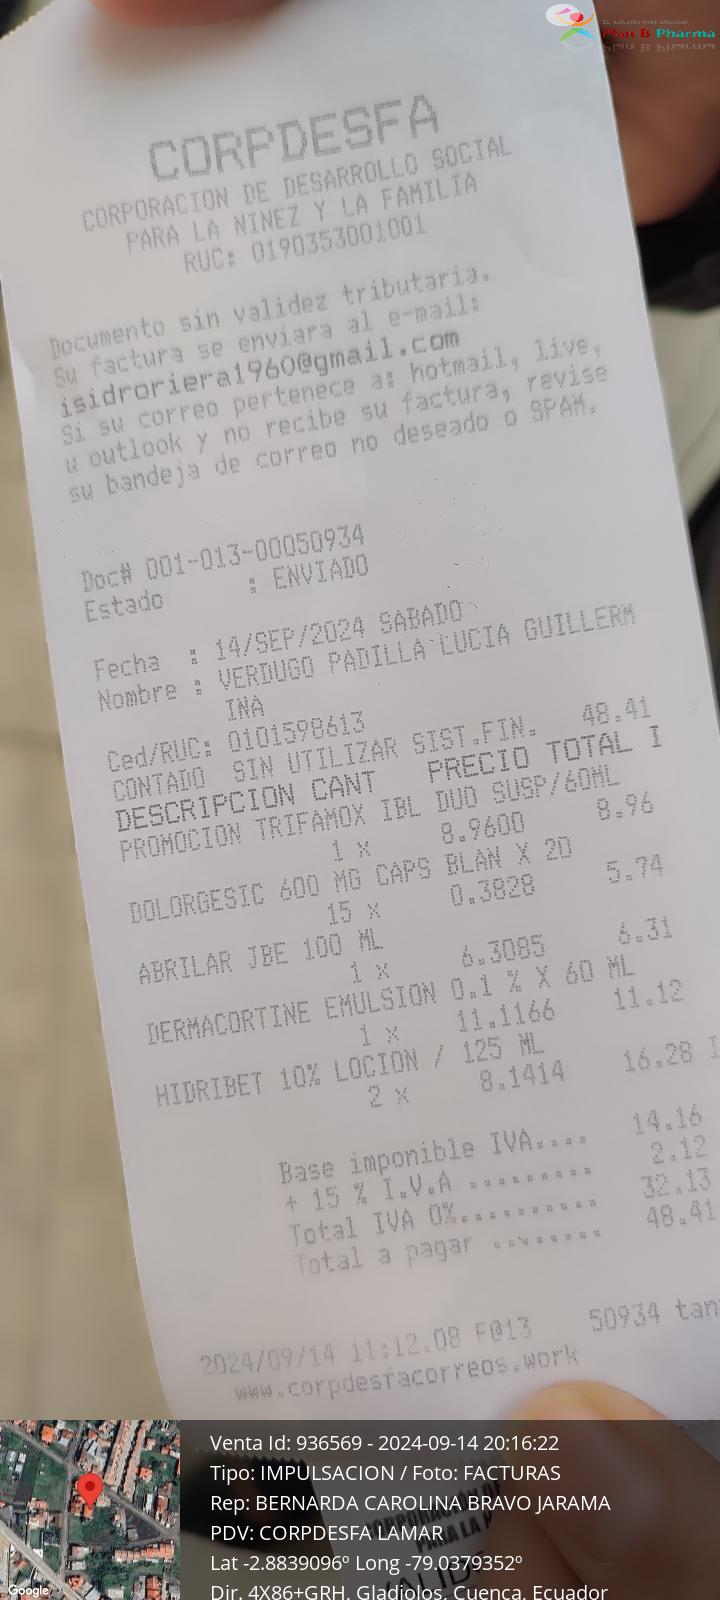 Su solución más efectiva
Plan B Pharma
CORPDESFA
CORPORACION DE DESARROLLO SOCIAL
PARA LA NINEZ Y LA FAMILIA
RUC: 0190353001001
Documento sin validez tributaria.
Su factura se enviara al e-mail:
isidroriera1960@gmail.com
Si su correo pertenece a: hotmail, live,
u outlook y no recibe su factura, revise
su bandeja de correo no deseado o SPAM.
Doc# 001-013-00050934
Estado : ENVIADO
Fecha : 14/SEP/2024 SABADO
Nombre : VERDUGO PADILLA LUCIA GUILLERM
INA
Ced/RUC: 0101598613
CONTADO SIN UTILIZAR SIST.FIN. 48.41
DESCRIPCION CANT PRECIO TOTAL I
PROMOCION TRIFAMOX IBL DUO SUSP/60ML
1 x 8.9600 8.96
DOLORGESIC 600 MG CAPS BLAN X 20
15 x 0.3828 5.74
ABRILAR JBE 100 ML
1 x 6.3085 6.31
DERMACORTINE EMULSION 0.1 % X 60 ML
1 x 11.1166 11.12
HIDRIBET 10% LOCION / 125 ML
2 x 8.1414 16.28 I
Base imponible IVA.... 14.16
+ 15 % I.V.A ......... 2.12
Total IVA 0%.......... 32.13
Total a pagar ........ 48.41
2024/09/14 11:12.08 F@13 50934 tan
www.corpdesfacorreos.work
Venta Id: 936569 - 2024-09-14 20:16:22
Tipo: IMPULSACION / Foto: FACTURAS
Rep: BERNARDA CAROLINA BRAVO JARAMA
PDV: CORPDESFA LAMAR
Lat -2.8839096º Long -79.0379352º
Dir. 4X86+GRH, Gladiolos, Cuenca, Ecuador
Google